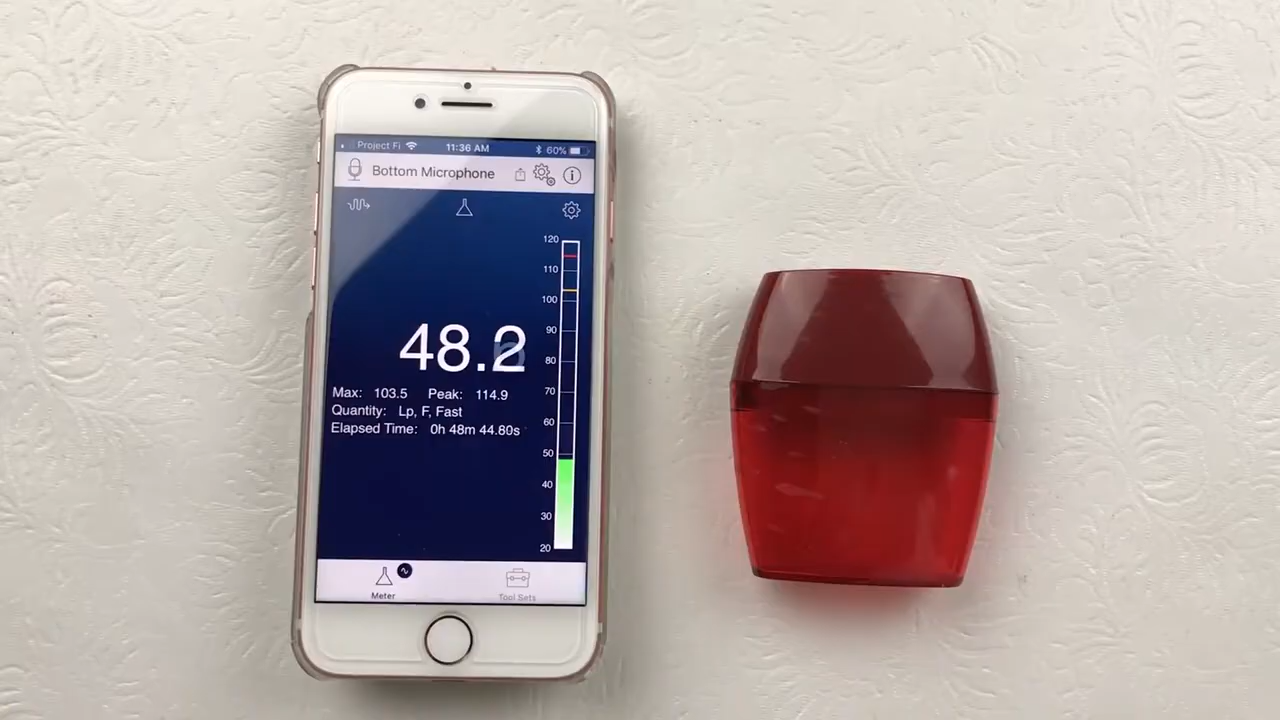 Project Fi 11:36 AM 60%
Bottom Microphone
120
110
100
90
80
70
60
50
40
30
20
48.2
Max: 103.5 Peak: 114.9
Quantity: Lp, F, Fast
Elapsed Time: 0h 48m 44.60s
Meter
Tool Sets